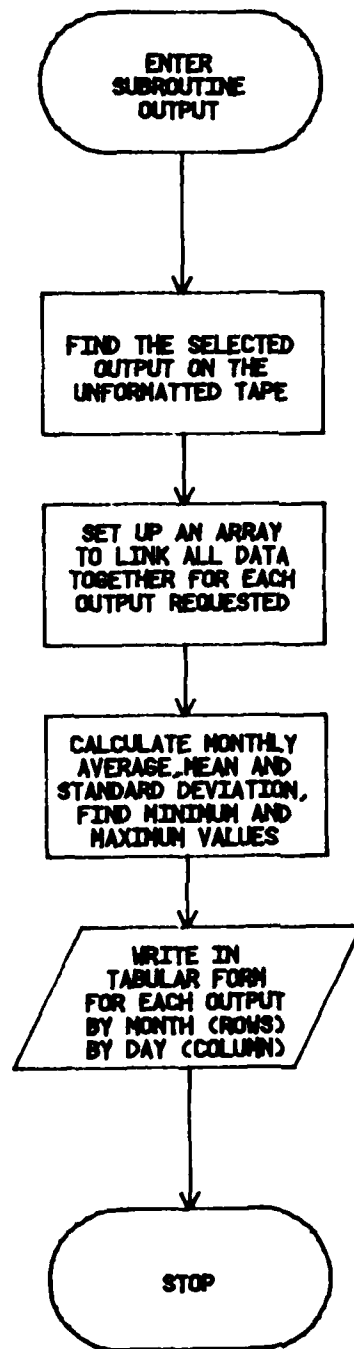 ENTER
SUBROUTINE
OUTPUT
FIND THE SELECTED
OUTPUT ON THE
UNFORMATTED TAPE
SET UP AN ARRAY
TO LINK ALL DATA
TOGETHER FOR EACH
OUTPUT REQUESTED
CALCULATE MONTHLY
AVERAGE, MEAN AND
STANDARD DEVIATION,
FIND MINIMUM AND
MAXIMUM VALUES
WRITE IN
TABULAR FORM
FOR EACH OUTPUT
BY MONTH (ROWS)
BY DAY (COLUMN)
STOP